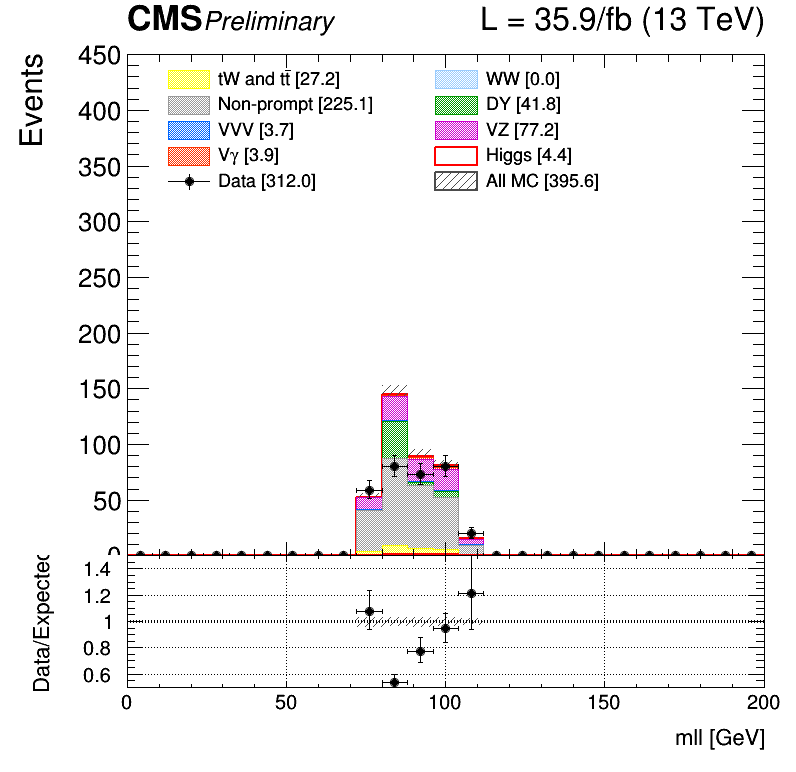 CMS Preliminary L = 35.9/fb (13 TeV)
Events
450
400
350
300
250
200
150
100
50
0
tW and tt̄ [27.2] WW [0.0]
Non-prompt [225.1] DY [41.8]
VVV [3.7] VZ [77.2]
Vγ [3.9] Higgs [4.4]
Data [312.0] All MC [395.6]
Data/Expected
1.4
1.2
1
0.8
0.6
0 50 100 150 200
mll [GeV]